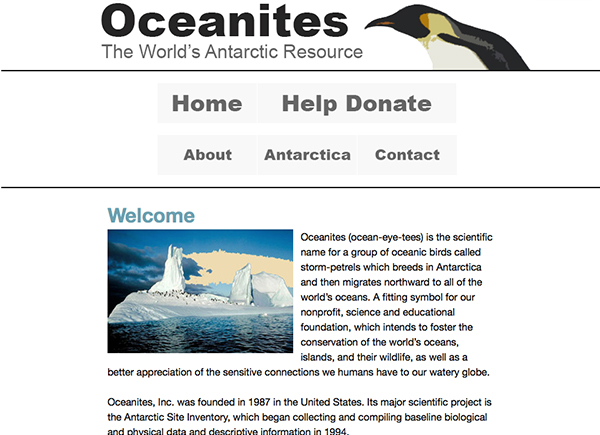 Oceanites
The World's Antarctic Resource
Home Help Donate
About Antarctica Contact
Welcome
Oceanites (ocean-eye-tees) is the scientific
name for a group of oceanic birds called
storm-petrels which breeds in Antarctica
and then migrates northward to all of the
world's oceans. A fitting symbol for our
nonprofit, science and educational
foundation, which intends to foster the
conservation of the world's oceans,
islands, and their wildlife, as well as a
better appreciation of the sensitive connections we humans have to our watery globe.
Oceanites, Inc. was founded in 1987 in the United States. Its major scientific project is
the Antarctic Site Inventory, which began collecting and compiling baseline biological
and physical data and descriptive information in 1994.